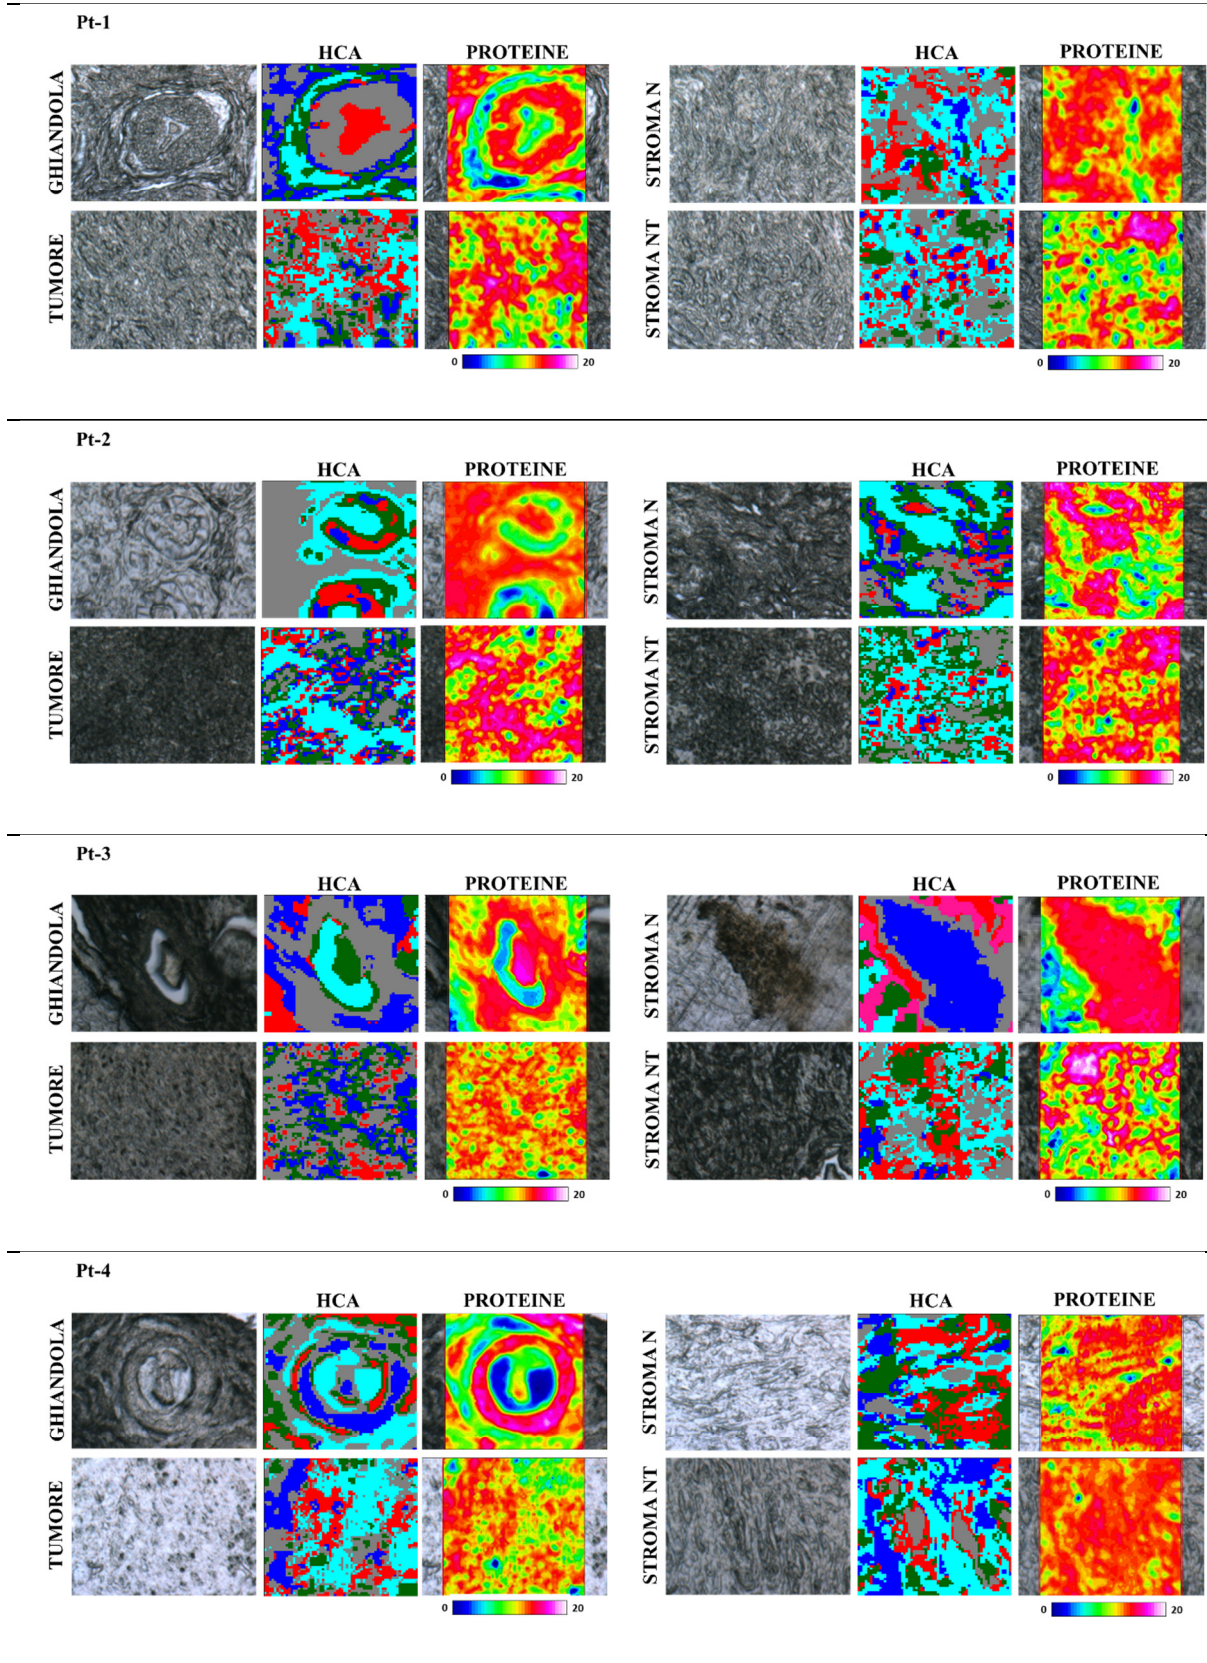 Pt-1
HCA PROTEINE HCA PROTEINE
GHIANDOLA STROMA N
TUMORE STROMA NT
0 20 0 20
Pt-2
HCA PROTEINE HCA PROTEINE
GHIANDOLA STROMA N
TUMORE STROMA NT
0 20 0 20
Pt-3
HCA PROTEINE HCA PROTEINE
GHIANDOLA STROMA N
TUMORE STROMA NT
0 20 0 20
Pt-4
HCA PROTEINE HCA PROTEINE
GHIANDOLA STROMA N
TUMORE STROMA NT
0 20 0 20